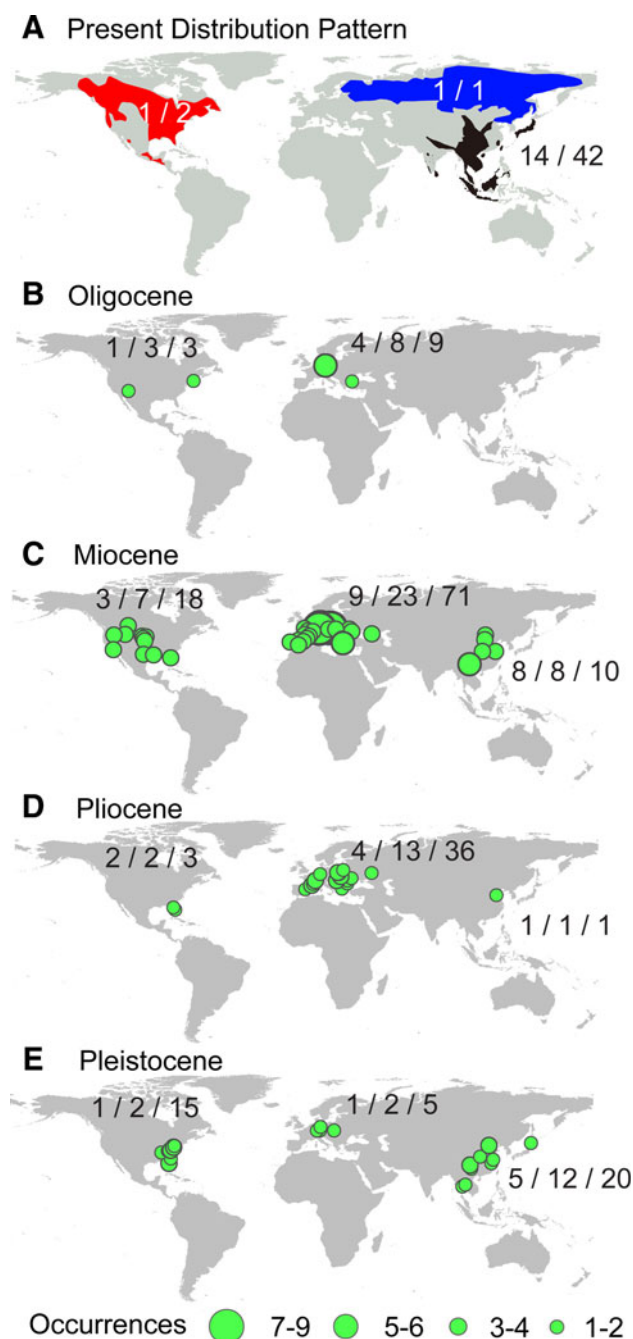 A Present Distribution Pattern
1 / 2
1 / 1
14 / 42
B Oligocene
1 / 3 / 3
4 / 8 / 9
C Miocene
3 / 7 / 18
9 / 23 / 71
8 / 8 / 10
D Pliocene
2 / 2 / 3
4 / 13 / 36
1 / 1 / 1
E Pleistocene
1 / 2 / 15
1 / 2 / 5
5 / 12 / 20
Occurrences 7-9 5-6 3-4 1-2